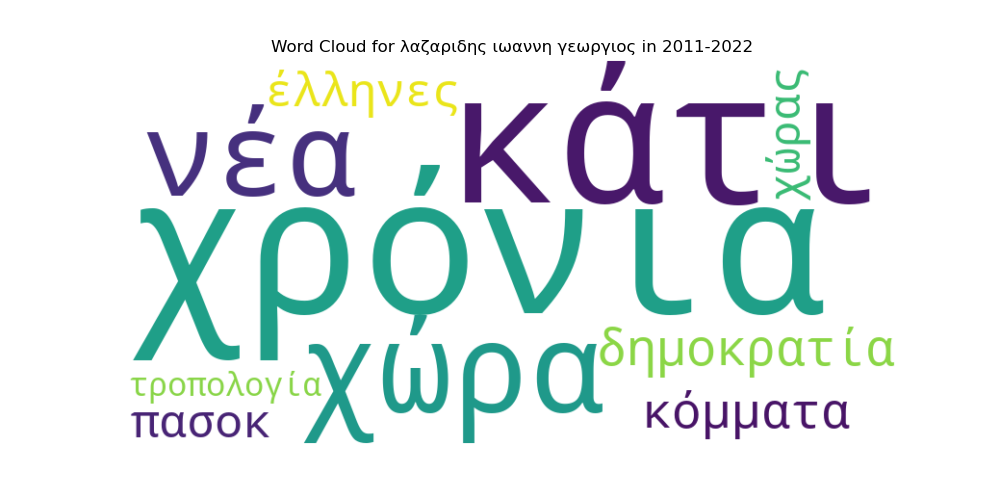 Word Cloud for λαζαριδης ιωαννη γεωργιος in 2011-2022
έλληνες
κάτι
χώρας
νέα
χρόνια
χώρα
δημοκρατία
τροπολογία
πασοκ
κόμματα